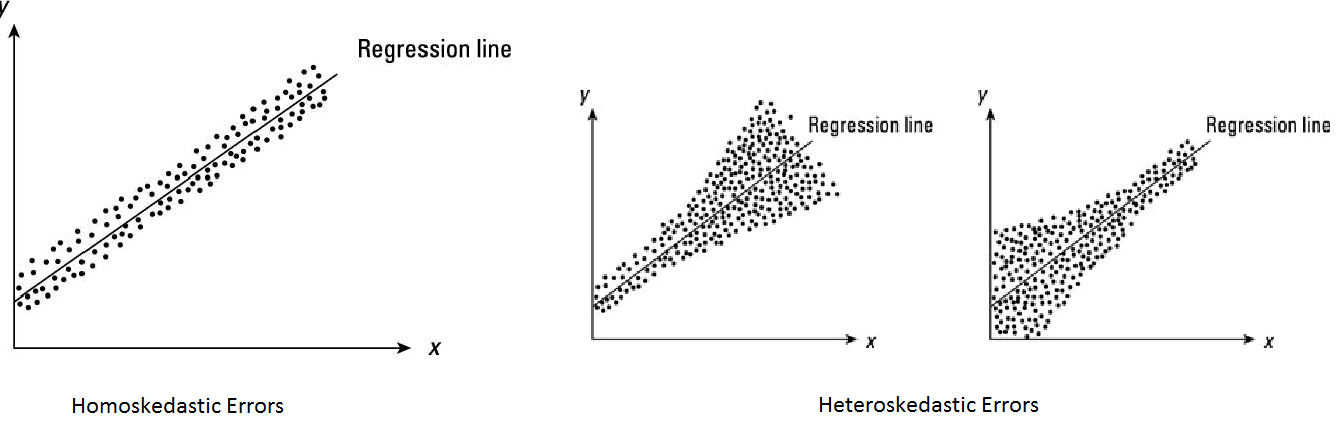 y
Regression line
x
Homoskedastic Errors
y
Regression line
x
y
Regression line
x
Heteroskedastic Errors